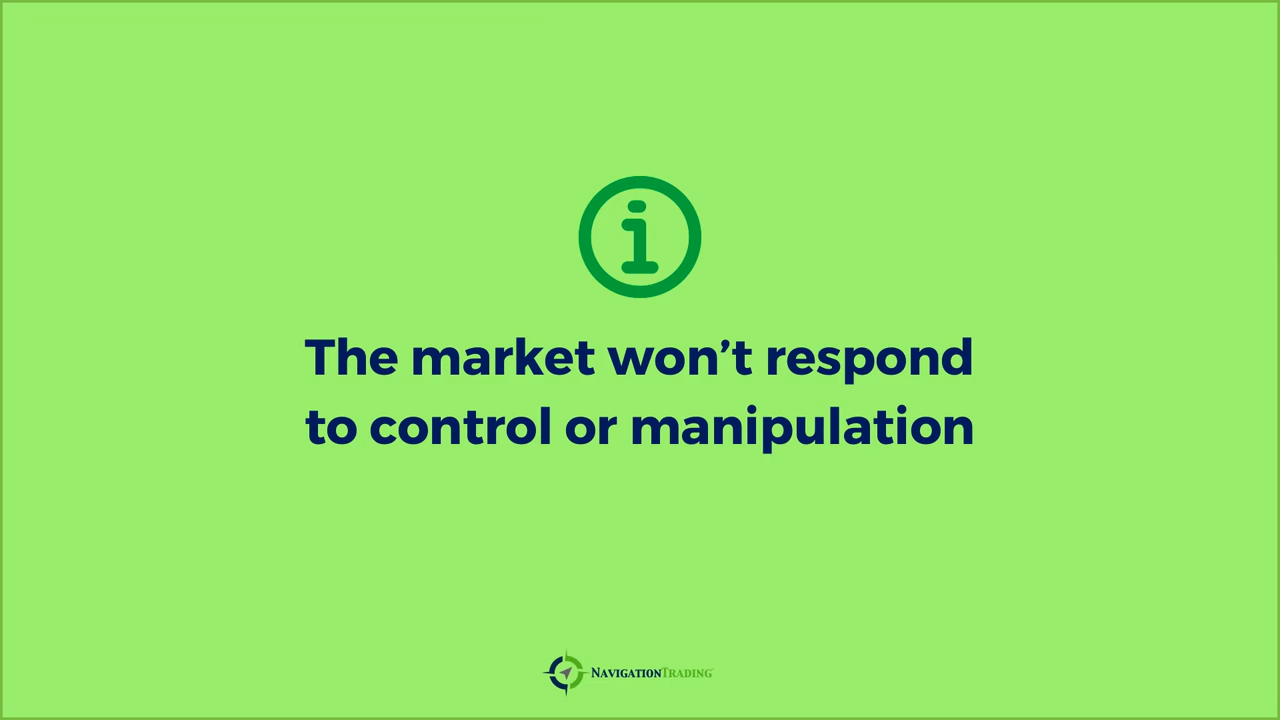 i
The market won’t respond
to control or manipulation
NAVIGATIONTRADING